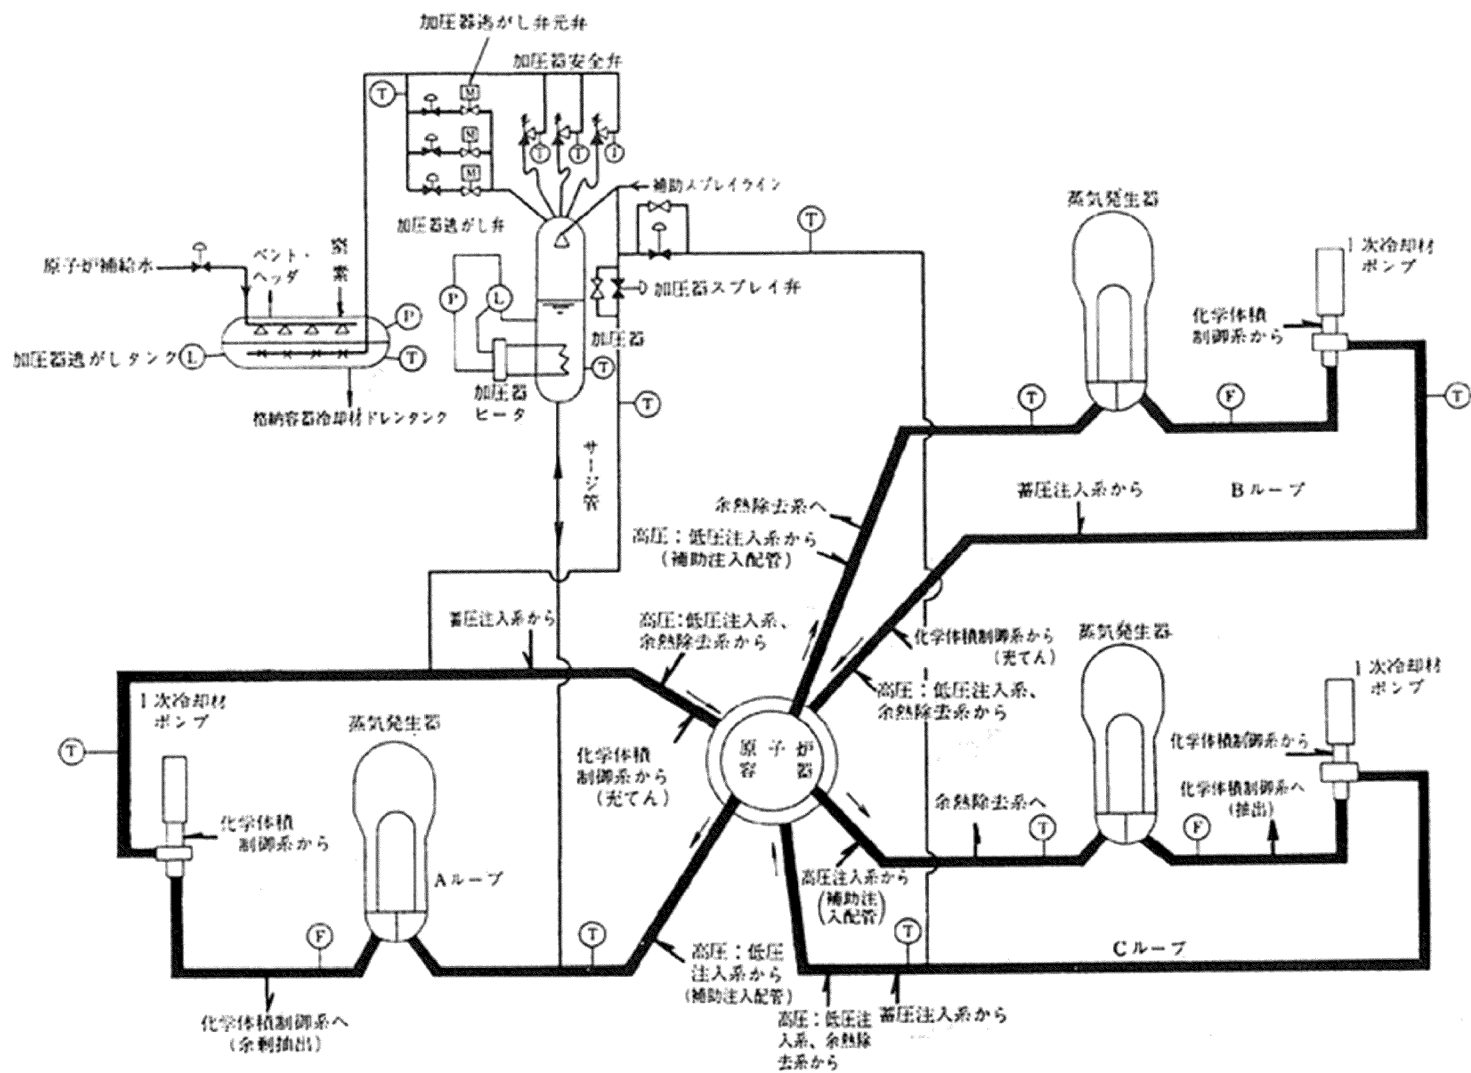 加圧器逃がし弁元弁
加圧器安全弁
T
M
M
M
T
T
T
補助スプレイライン
加圧器逃がし弁
T
蒸気発生器
1次冷却材
ポンプ
原子炉補給水
ベント・
ヘッダ
窒
素
P
L
加圧器スプレイ弁
化学体積
制御系から
P
加圧器
加圧器逃がしタンク
L
T
T
加圧器
ヒータ
格納容器冷却材ドレンタンク
T
T
F
T
サージ管
余熱除去系へ
蓄圧注入系から
Bループ
高圧:低圧注入系から
(補助注入配管)
蓄圧注入系から
高圧:低圧注入系、
余熱除去系から
化学体積制御系から
(充てん)
蒸気発生器
高圧:低圧注入系、
余熱除去系から
1次冷却材
ポンプ
1次冷却材
ポンプ
蒸気発生器
T
化学体積
制御系から
(充てん)
原子炉
容器
化学体積制御系から
化学体積制御系へ
(抽出)
余熱除去系へ
T
F
化学体積
制御系から
Aループ
高圧注入系から
(補助注
入配管)
F
T
T
Cループ
高圧:低圧
注入系から
(補助注入配管)
化学体積制御系へ
(余剰抽出)
高圧:低圧注
入系、余熱除
去系から
蓄圧注入系から